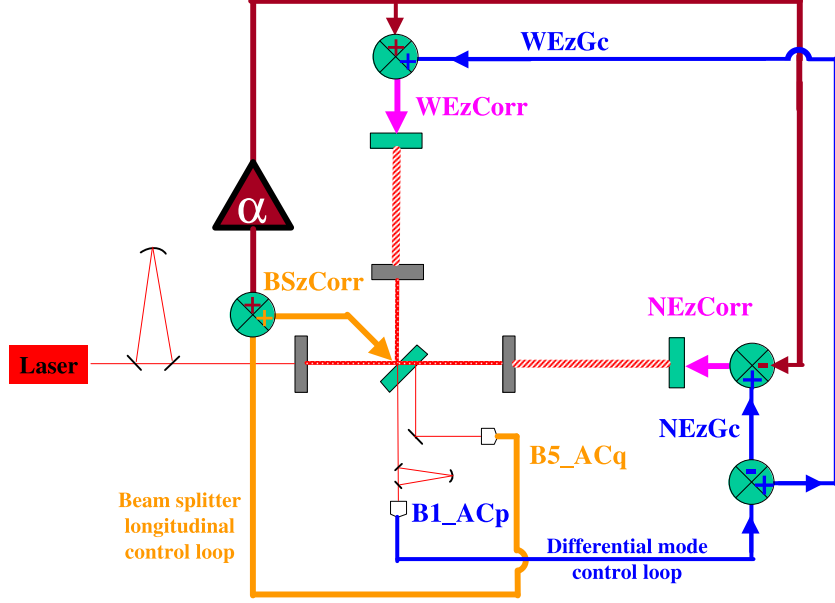 WEzGc
WEzCorr
α
BSzCorr
NEzCorr
Laser
NEzGc
B5_ACq
Beam splitter
longitudinal
control loop
B1_ACp
Differential mode
control loop